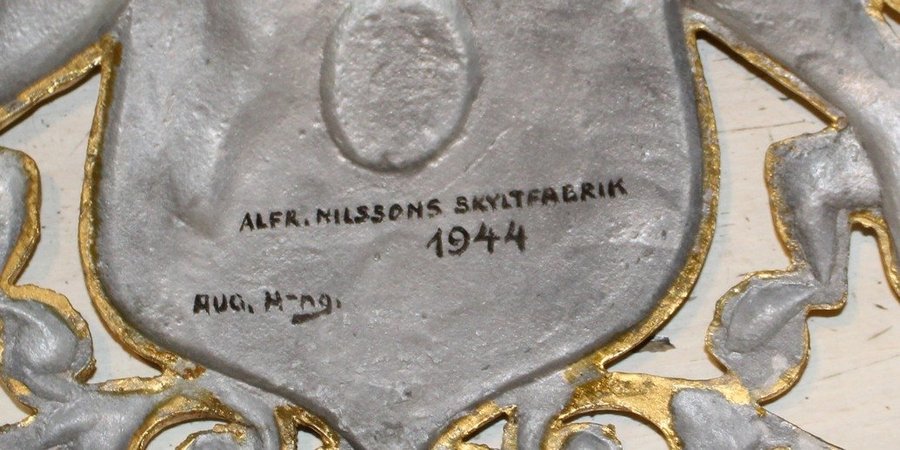 ALFR. NILSSONS SKYLTFABRIK
1944
AUG. H-ng.